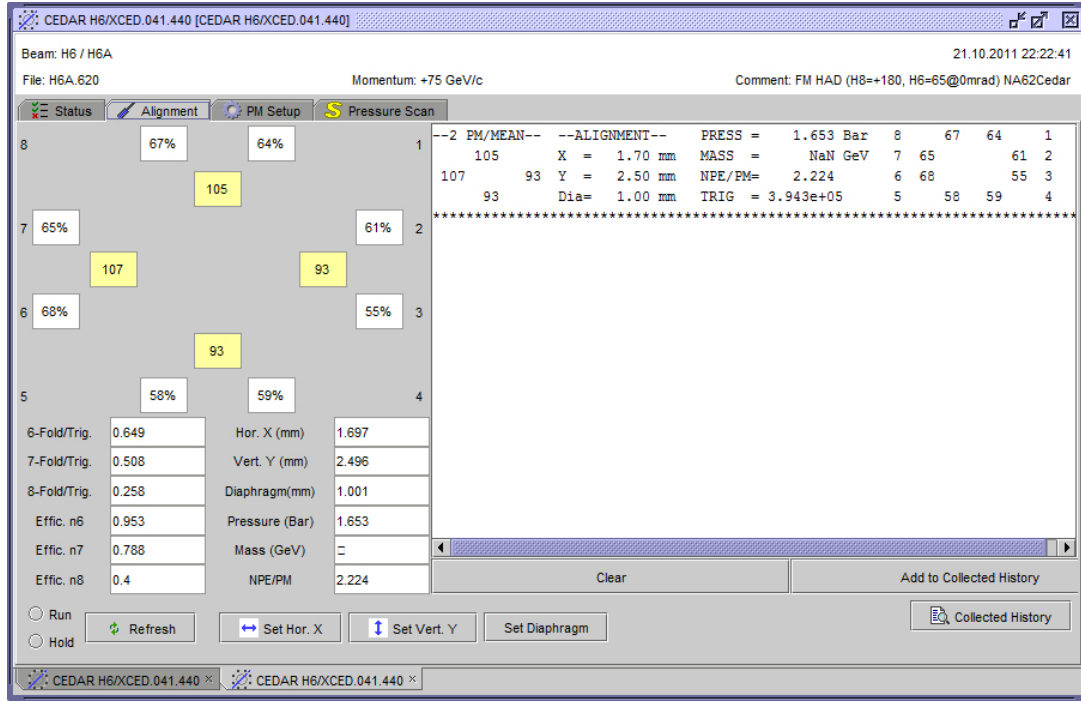 CEDAR H6/XCED.041.440 [CEDAR H6/XCED.041.440]
Beam: H6 / H6A 21.10.2011 22:22:41
File: H6A.620 Momentum: +75 GeV/c Comment: FM HAD (H8=+180, H6=65@0mrad) NA62Cedar
Status Alignment PM Setup Pressure Scan
8 67% 64% 1
105
7 65% 61% 2
107 93
6 68% 55% 3
93
5 58% 59% 4
6-Fold/Trig. 0.649 Hor. X (mm) 1.697
7-Fold/Trig. 0.508 Vert. Y (mm) 2.496
8-Fold/Trig. 0.258 Diaphragm(mm) 1.001
Effic. n6 0.953 Pressure (Bar) 1.653
Effic. n7 0.788 Mass (GeV) □
Effic. n8 0.4 NPE/PM 2.224
--2 PM/MEAN-- --ALIGNMENT-- PRESS = 1.653 Bar 8 67 64 1
105 X = 1.70 mm MASS = NaN GeV 7 65 61 2
107 93 Y = 2.50 mm NPE/PM= 2.224 6 68 55 3
93 Dia= 1.00 mm TRIG = 3.943e+05 5 58 59 4
********************************************************************************
Clear Add to Collected History
Run
Hold
Refresh Set Hor. X Set Vert. Y Set Diaphragm Collected History
CEDAR H6/XCED.041.440 × CEDAR H6/XCED.041.440 ×